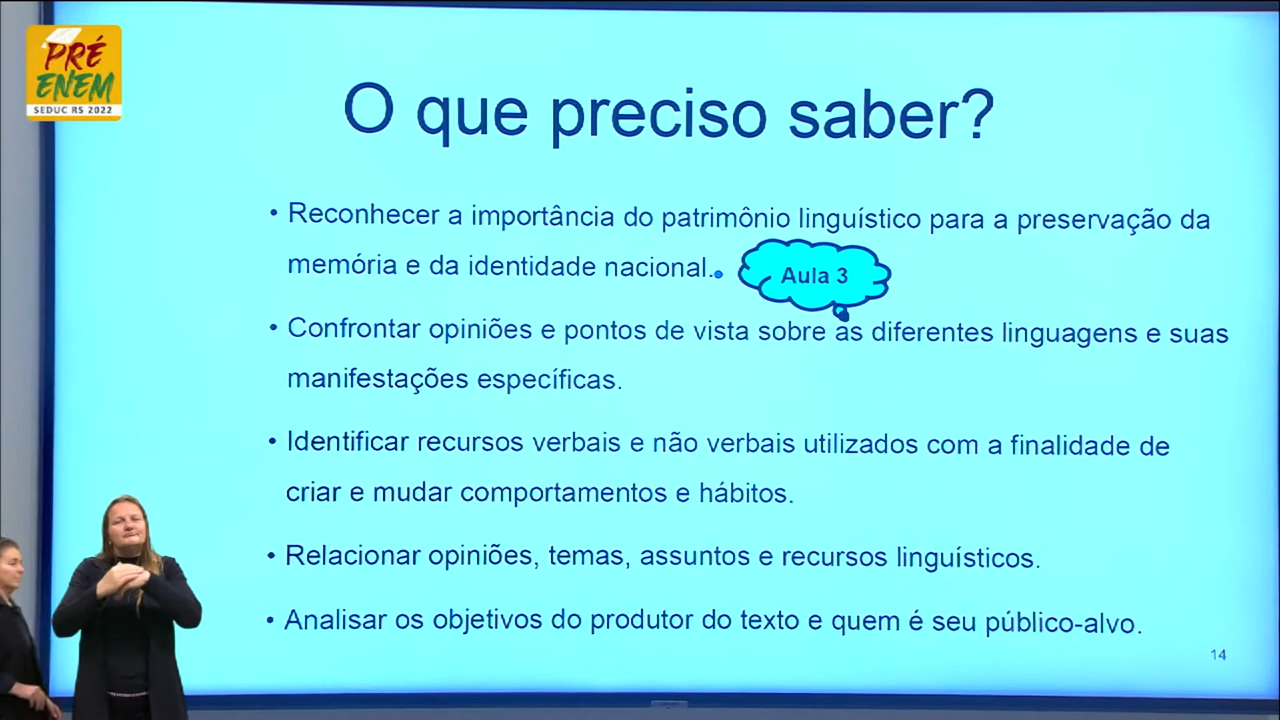 PRÉ
ENEM
SEDUC RS 2022
O que preciso saber?
• Reconhecer a importância do patrimônio linguístico para a preservação da
memória e da identidade nacional.
Aula 3
• Confrontar opiniões e pontos de vista sobre as diferentes linguagens e suas
manifestações específicas.
• Identificar recursos verbais e não verbais utilizados com a finalidade de
criar e mudar comportamentos e hábitos.
• Relacionar opiniões, temas, assuntos e recursos linguísticos.
• Analisar os objetivos do produtor do texto e quem é seu público-alvo.
14